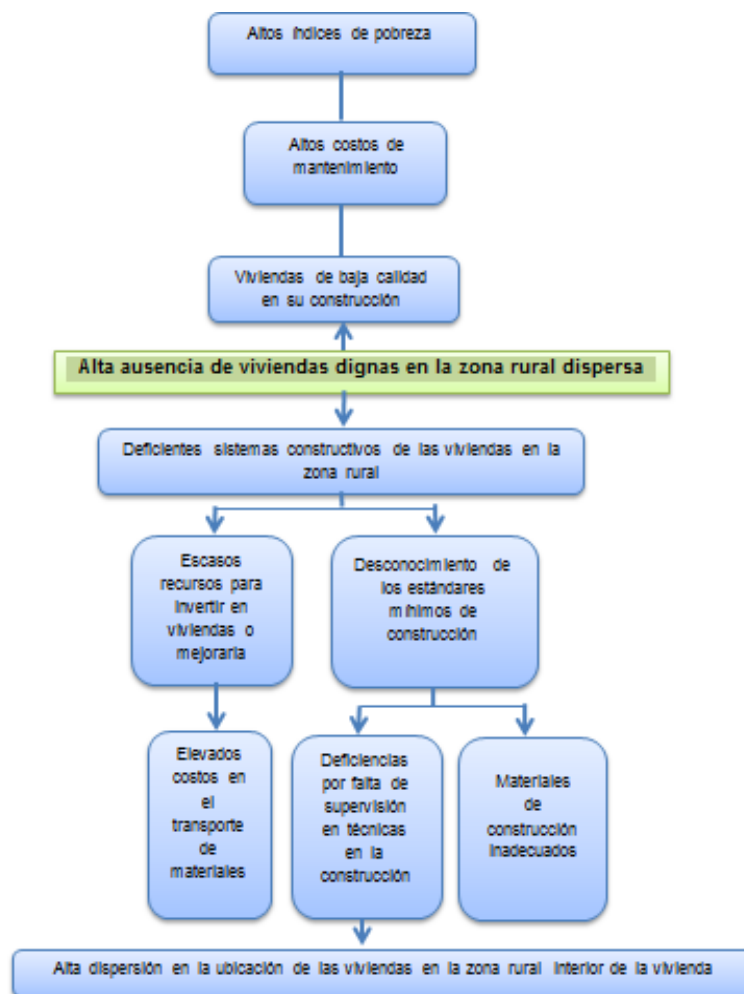 Altos índices de pobreza
Altos costos de
mantenimiento
Viviendas de baja calidad
en su construcción
Alta ausencia de viviendas dignas en la zona rural dispersa
Deficientes sistemas constructivos de las viviendas en la
zona rural
Escasos
recursos para
invertir en
viviendas o
mejorarla
Desconocimiento de
los estándares
mínimos de
construcción
Elevados
costos en
el
transporte
de
materiales
Deficiencias
por falta de
supervisión
en técnicas
en la
construcción
Materiales
de
construcción
inadecuados
Alta dispersión en la ubicación de las viviendas en la zona rural interior de la vivienda